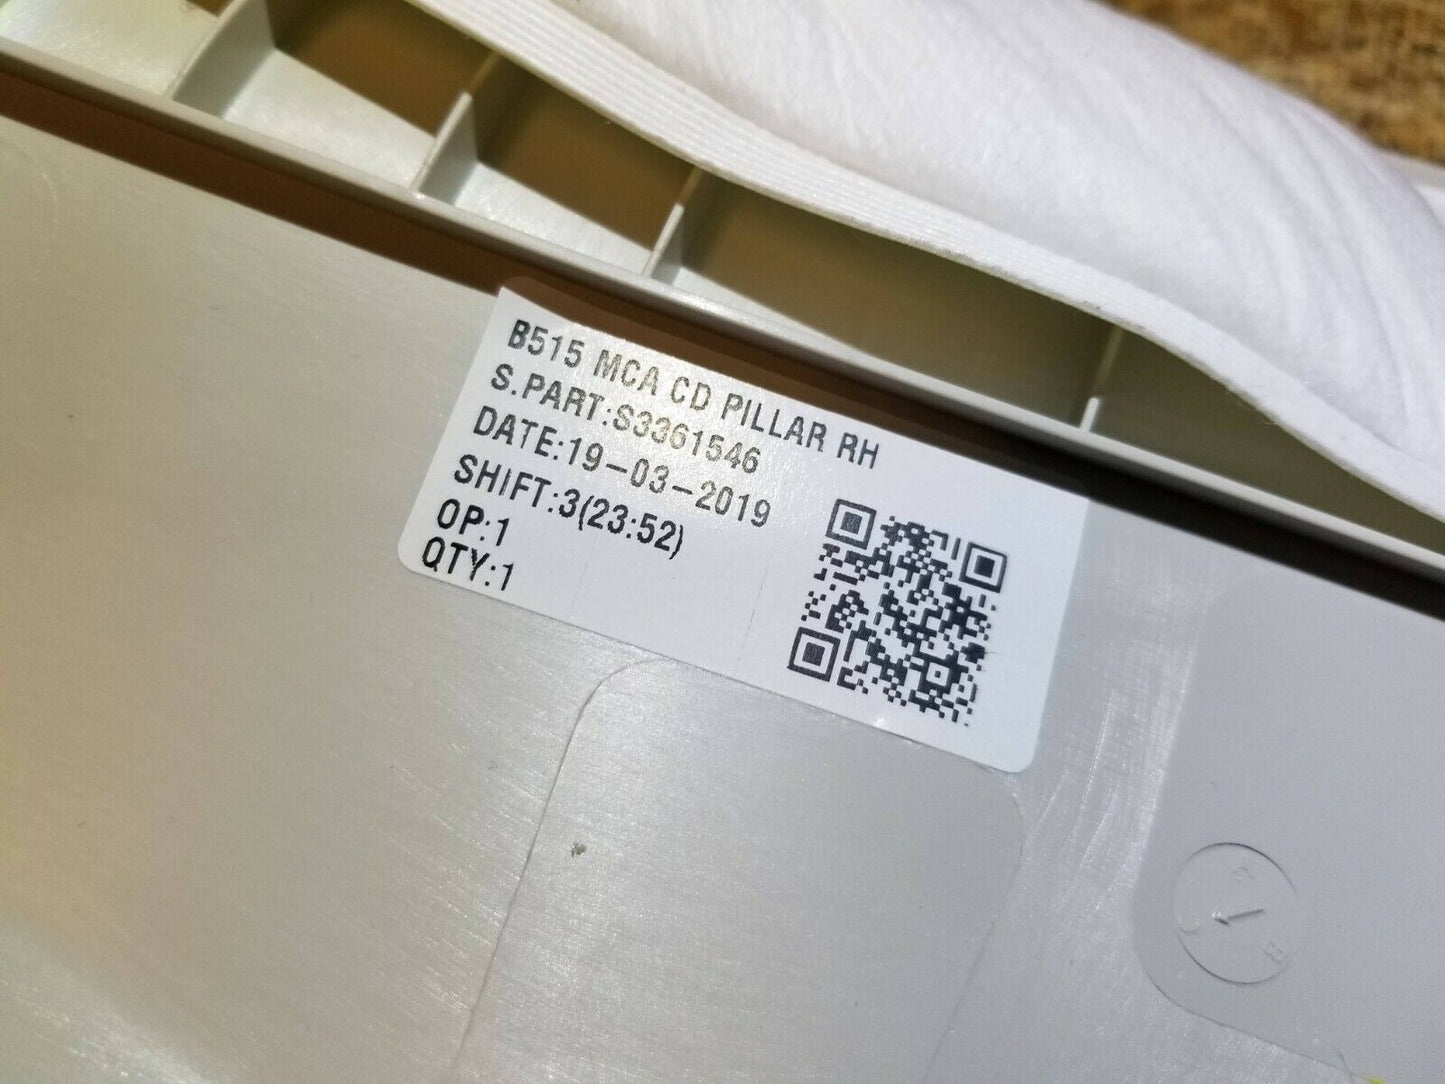 B515 MCA CD PILLAR RH
S.PART:S3361546
DATE:19-03-2019
SHIFT:3(23:52)
OP:1
QTY:1